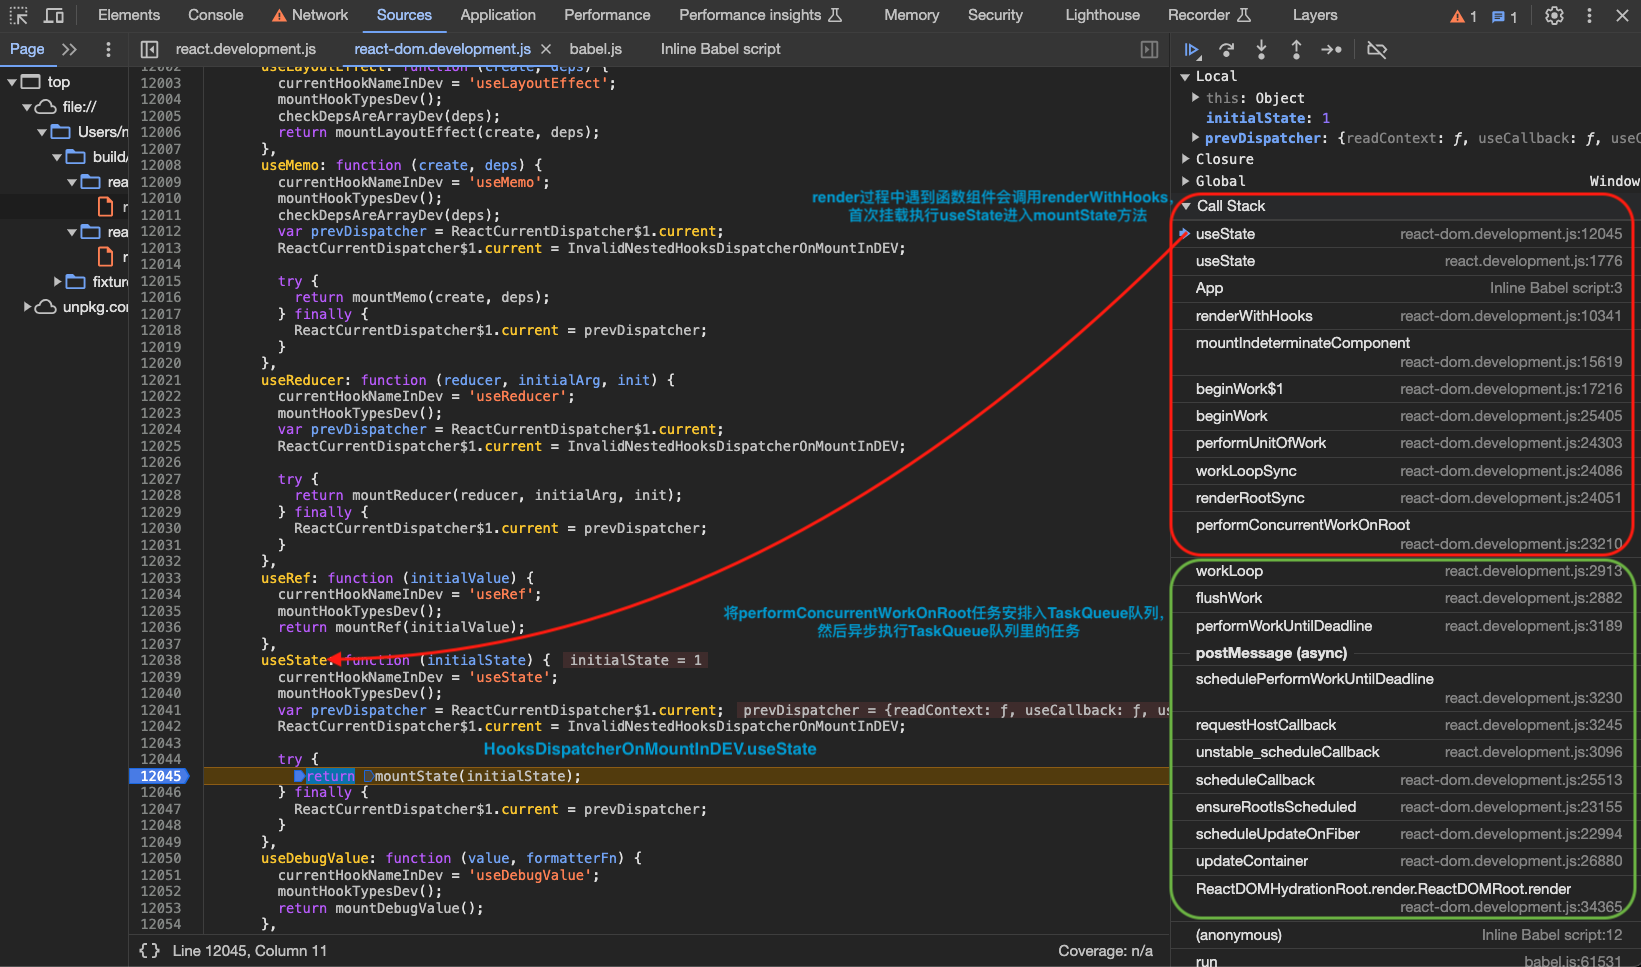 Elements Console Network Sources Application Performance Performance insights Memory Security Lighthouse Recorder Layers 1 1
Page react.development.js react-dom.development.js babel.js Inline Babel script
top
file://
Users/n
build/
rea
r
rea
r
fixture
unpkg.com
12002 useLayoutEffect: function (create, deps) {
12003 currentHookNameInDev = 'useLayoutEffect';
12004 mountHookTypesDev();
12005 checkDepsAreArrayDev(deps);
12006 return mountLayoutEffect(create, deps);
12007 },
12008 useMemo: function (create, deps) {
12009 currentHookNameInDev = 'useMemo';
12010 mountHookTypesDev();
12011 checkDepsAreArrayDev(deps);
12012 var prevDispatcher = ReactCurrentDispatcher$1.current;
12013 ReactCurrentDispatcher$1.current = InvalidNestedHooksDispatcherOnMountInDEV;
12014
12015 try {
12016 return mountMemo(create, deps);
12017 } finally {
12018 ReactCurrentDispatcher$1.current = prevDispatcher;
12019 }
12020 },
12021 useReducer: function (reducer, initialArg, init) {
12022 currentHookNameInDev = 'useReducer';
12023 mountHookTypesDev();
12024 var prevDispatcher = ReactCurrentDispatcher$1.current;
12025 ReactCurrentDispatcher$1.current = InvalidNestedHooksDispatcherOnMountInDEV;
12026
12027 try {
12028 return mountReducer(reducer, initialArg, init);
12029 } finally {
12030 ReactCurrentDispatcher$1.current = prevDispatcher;
12031 }
12032 },
12033 useRef: function (initialValue) {
12034 currentHookNameInDev = 'useRef';
12035 mountHookTypesDev();
12036 return mountRef(initialValue);
12037 },
12038 useState: function (initialState) { initialState = 1
12039 currentHookNameInDev = 'useState';
12040 mountHookTypesDev();
12041 var prevDispatcher = ReactCurrentDispatcher$1.current; prevDispatcher = {readContext: ƒ, useCallback: ƒ, us
12042 ReactCurrentDispatcher$1.current = InvalidNestedHooksDispatcherOnMountInDEV;
12043
12044 try {
12045 return mountState(initialState);
12046 } finally {
12047 ReactCurrentDispatcher$1.current = prevDispatcher;
12048 }
12049 },
12050 useDebugValue: function (value, formatterFn) {
12051 currentHookNameInDev = 'useDebugValue';
12052 mountHookTypesDev();
12053 return mountDebugValue();
12054 },
render过程中遇到函数组件会调用renderWithHooks,
首次挂载执行useState进入mountState方法
将performConcurrentWorkOnRoot任务安排入TaskQueue队列,
然后异步执行TaskQueue队列里的任务
HooksDispatcherOnMountInDEV.useState
{} Line 12045, Column 11 Coverage: n/a
Local
this: Object
initialState: 1
prevDispatcher: {readContext: ƒ, useCallback: ƒ, useC
Closure
Global Window
Call Stack
useState react-dom.development.js:12045
useState react.development.js:1776
App Inline Babel script:3
renderWithHooks react-dom.development.js:10341
mountIndeterminateComponent
react-dom.development.js:15619
beginWork$1 react-dom.development.js:17216
beginWork react-dom.development.js:25405
performUnitOfWork react-dom.development.js:24303
workLoopSync react-dom.development.js:24086
renderRootSync react-dom.development.js:24051
performConcurrentWorkOnRoot
react-dom.development.js:23210
workLoop react.development.js:2913
flushWork react.development.js:2882
performWorkUntilDeadline react.development.js:3189
postMessage (async)
schedulePerformWorkUntilDeadline
react.development.js:3230
requestHostCallback react.development.js:3245
unstable_scheduleCallback react.development.js:3096
scheduleCallback react-dom.development.js:25513
ensureRootIsScheduled react-dom.development.js:23155
scheduleUpdateOnFiber react-dom.development.js:22994
updateContainer react-dom.development.js:26880
ReactDOMHydrationRoot.render.ReactDOMRoot.render
react-dom.development.js:34365
(anonymous) Inline Babel script:12
run babel.js:61531